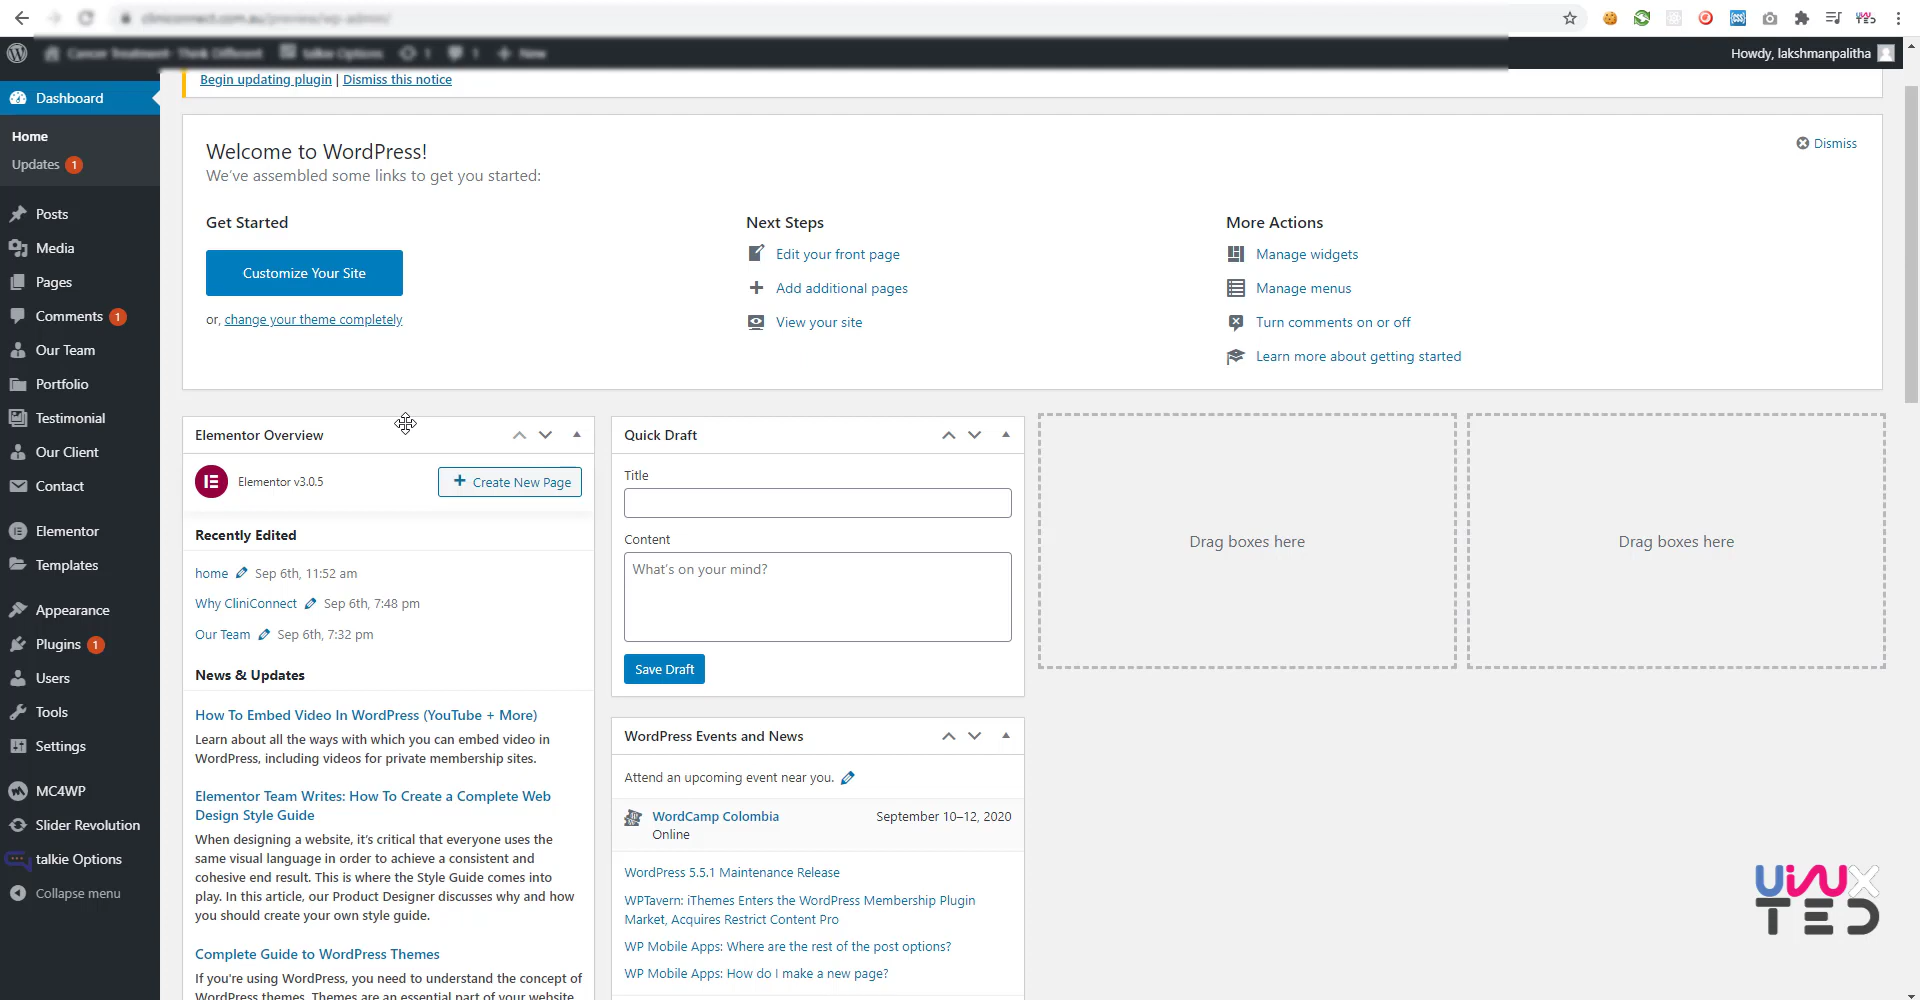 Howdy, lakshmanpalitha
Begin updating plugin | Dismiss this notice
Dashboard
Home
Updates 1
Posts
Media
Pages
Comments 1
Our Team
Portfolio
Testimonial
Our Client
Contact
Elementor
Templates
Appearance
Plugins 1
Users
Tools
Settings
MC4WP
Slider Revolution
talkie Options
Collapse menu
Welcome to WordPress!
We've assembled some links to get you started:
Dismiss
Get Started
Customize Your Site
or, change your theme completely
Next Steps
Edit your front page
Add additional pages
View your site
More Actions
Manage widgets
Manage menus
Turn comments on or off
Learn more about getting started
Elementor Overview
Elementor v3.0.5
+ Create New Page
Recently Edited
home Sep 6th, 11:52 am
Why CliniConnect Sep 6th, 7:48 pm
Our Team Sep 6th, 7:32 pm
News & Updates
How To Embed Video In WordPress (YouTube + More)
Learn about all the ways with which you can embed video in
WordPress, including videos for private membership sites.
Elementor Team Writes: How To Create a Complete Web
Design Style Guide
When designing a website, it's critical that everyone uses the
same visual language in order to achieve a consistent and
cohesive end result. This is where the Style Guide comes into
play. In this article, our Product Designer discusses why and how
you should create your own style guide.
Complete Guide to WordPress Themes
If you're using WordPress, you need to understand the concept of
WordPress themes. Themes are an essential part of your website
Quick Draft
Title
Content
What's on your mind?
Save Draft
WordPress Events and News
Attend an upcoming event near you.
WordCamp Colombia September 10–12, 2020
Online
WordPress 5.5.1 Maintenance Release
WPTavern: iThemes Enters the WordPress Membership Plugin
Market, Acquires Restrict Content Pro
WP Mobile Apps: Where are the rest of the post options?
WP Mobile Apps: How do I make a new page?
Drag boxes here
Drag boxes here